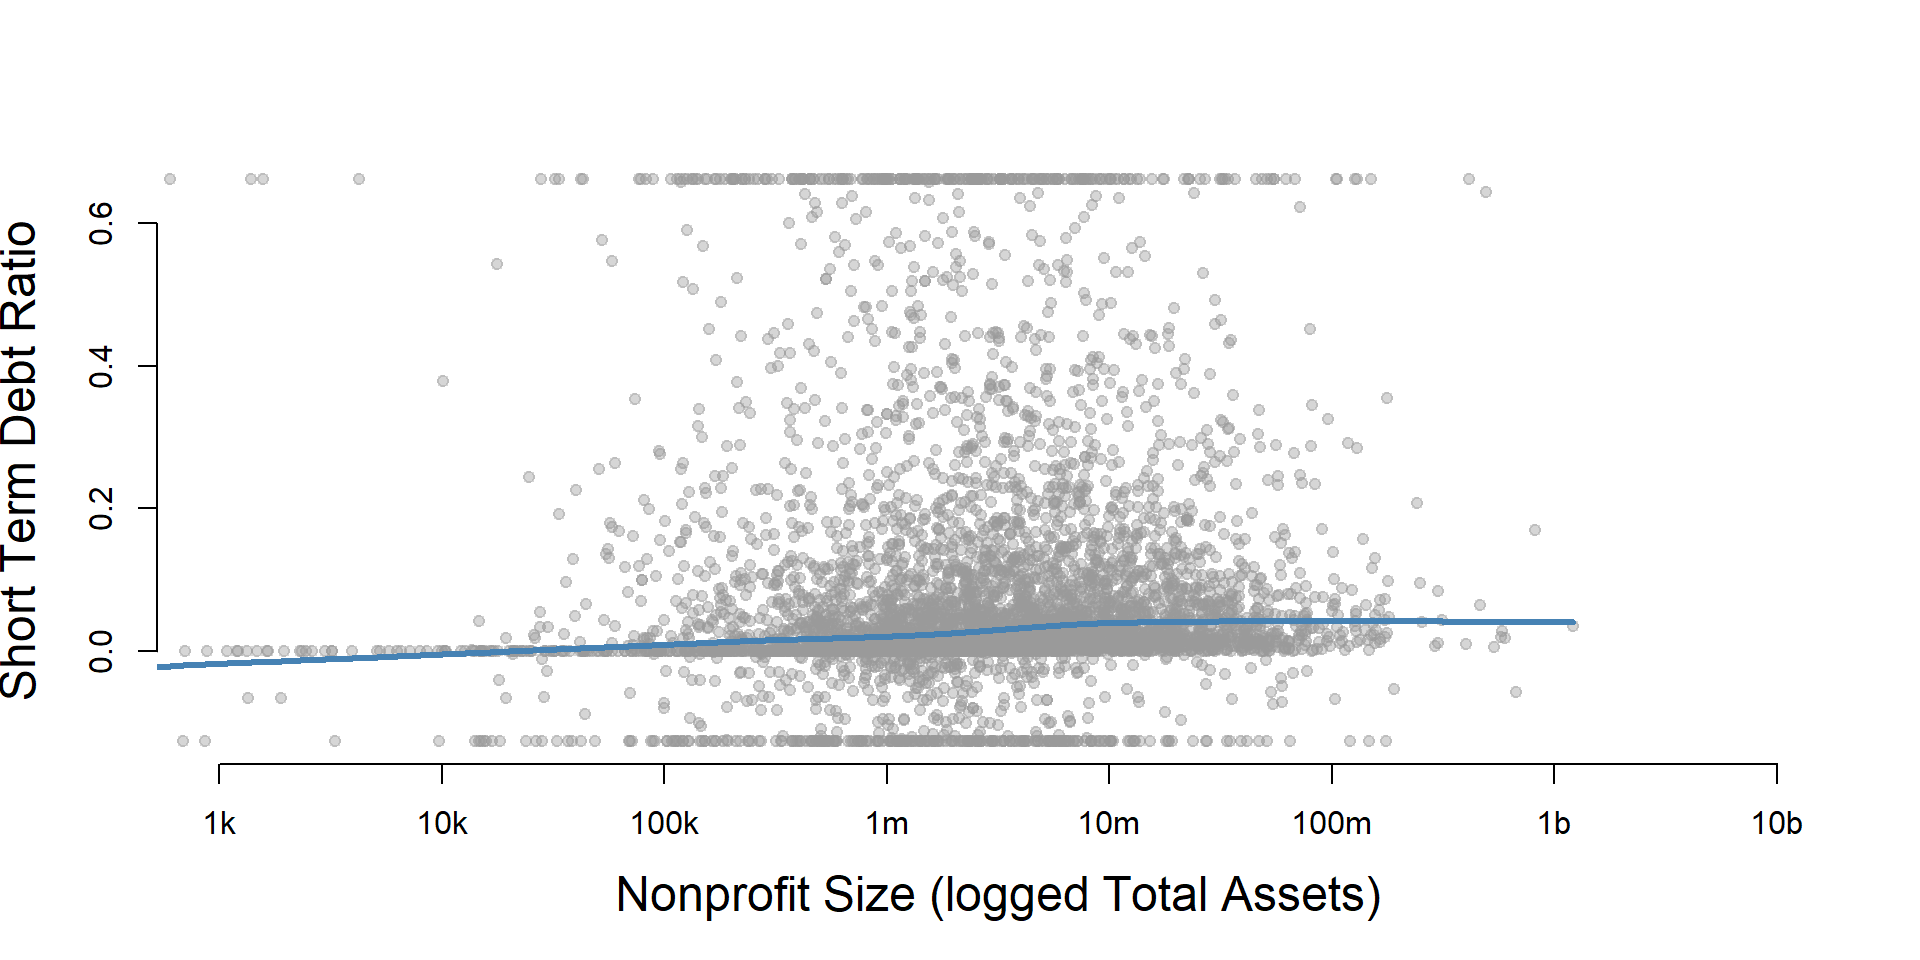 Short Term Debt Ratio
0.6
0.4
0.2
0.0
1k 10k 100k 1m 10m 100m 1b 10b
Nonprofit Size (logged Total Assets)